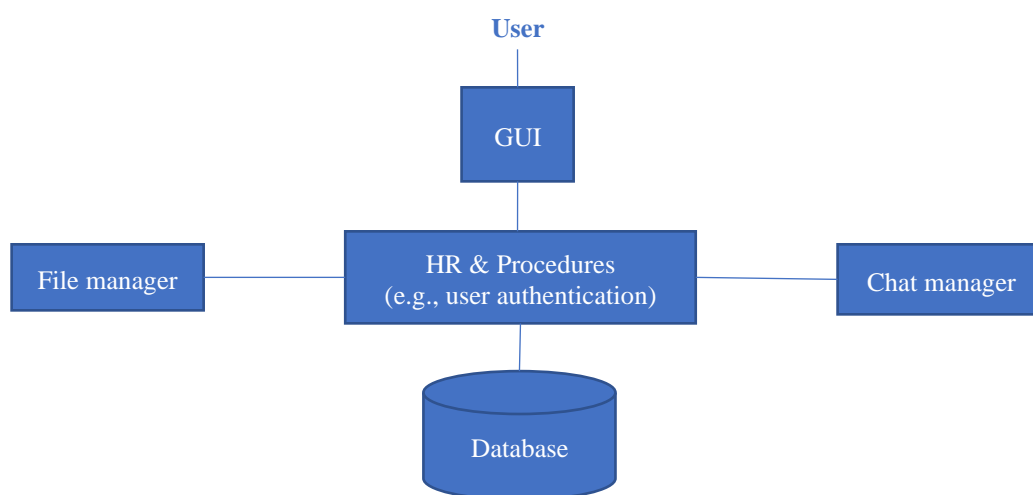 User
GUI
File manager
HR & Procedures
(e.g., user authentication)
Chat manager
Database